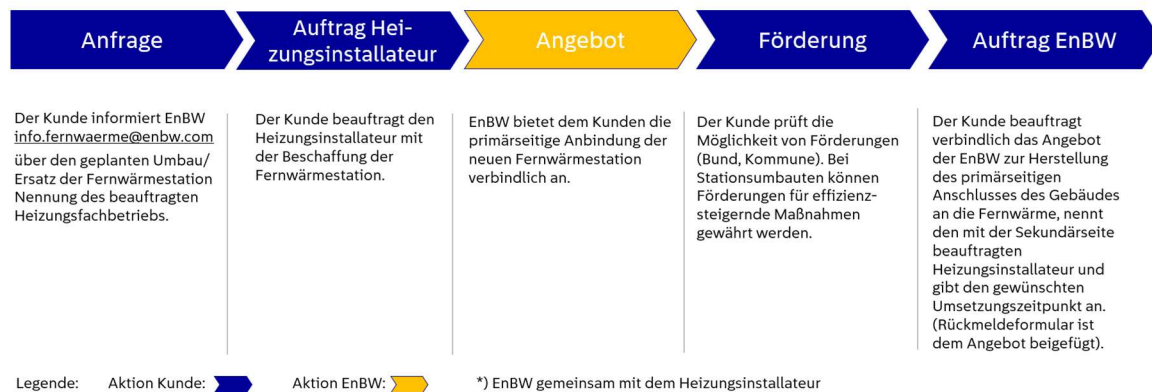 Anfrage
Auftrag Hei-
zungsinstallateur
Angebot
Förderung
Auftrag EnBW
Der Kunde informiert EnBW
info.fernwaerme@enbw.com
über den geplanten Umbau/
Ersatz der Fernwärmestation
Nennung des beauftragten
Heizungsfachbetriebs.
Der Kunde beauftragt den
Heizungsinstallateur mit
der Beschaffung der
Fernwärmestation.
EnBW bietet dem Kunden die
primärseitige Anbindung der
neuen Fernwärmestation
verbindlich an.
Der Kunde prüft die
Möglichkeit von Förderungen
(Bund, Kommune). Bei
Stationsumbauten können
Förderungen für effizienz-
steigernde Maßnahmen
gewährt werden.
Der Kunde beauftragt
verbindlich das Angebot
der EnBW zur Herstellung
des primärseitigen
Anschlusses des Gebäudes
an die Fernwärme, nennt
den mit der Sekundärseite
beauftragten
Heizungsinstallateur und
gibt den gewünschten
Umsetzungszeitpunkt an.
(Rückmeldeformular ist
dem Angebot beigefügt).
Legende: Aktion Kunde: Aktion EnBW: *) EnBW gemeinsam mit dem Heizungsinstallateur